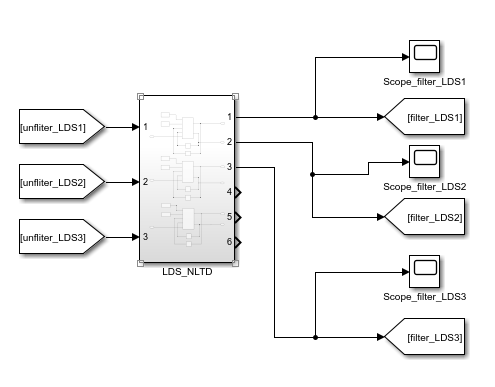 Scope_filter_LDS1
[unfliter_LDS1]
1
1
[filter_LDS1]
2
Scope_filter_LDS2
[unfliter_LDS2]
2
3
4
[filter_LDS2]
5
[unfliter_LDS3]
3
6
LDS_NLTD
Scope_filter_LDS3
[filter_LDS3]